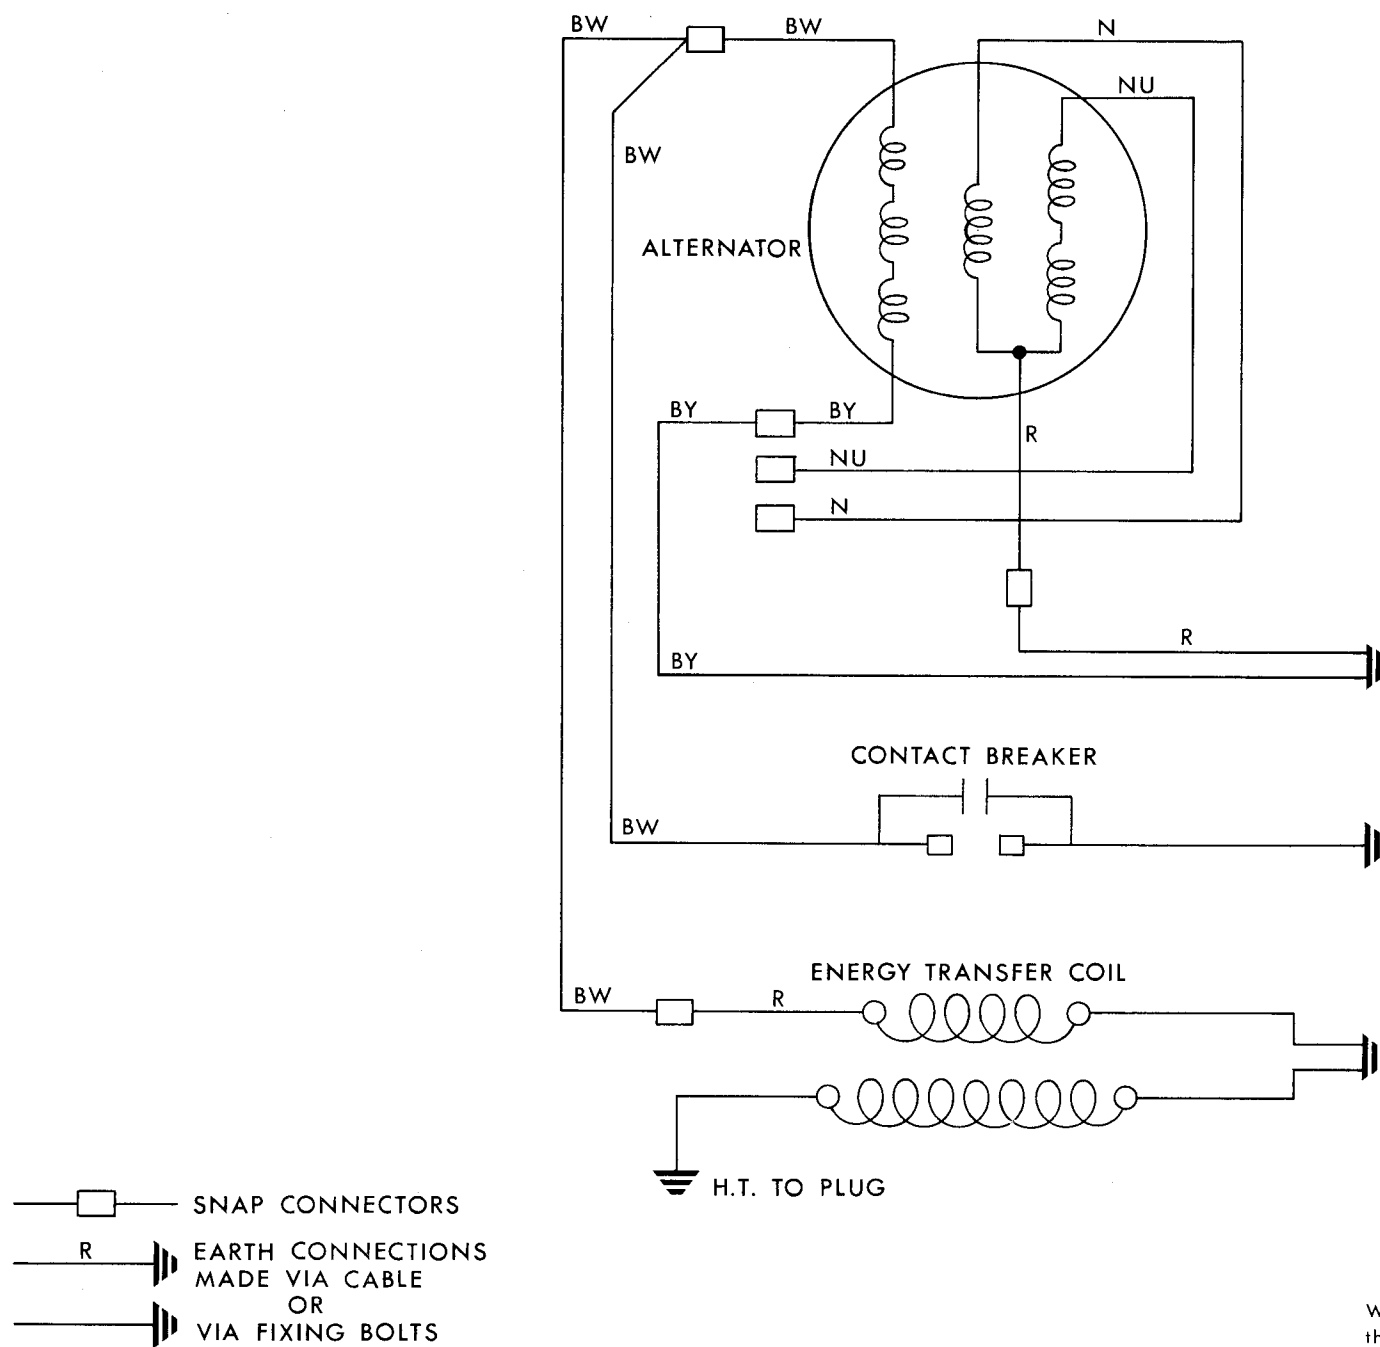 BW
BW
N
NU
BW
ALTERNATOR
BY
BY
R
NU
N
R
BY
CONTACT BREAKER
BW
ENERGY TRANSFER COIL
BW
R
H.T. TO PLUG
SNAP CONNECTORS
R
EARTH CONNECTIONS
MADE VIA CABLE
OR
VIA FIXING BOLTS